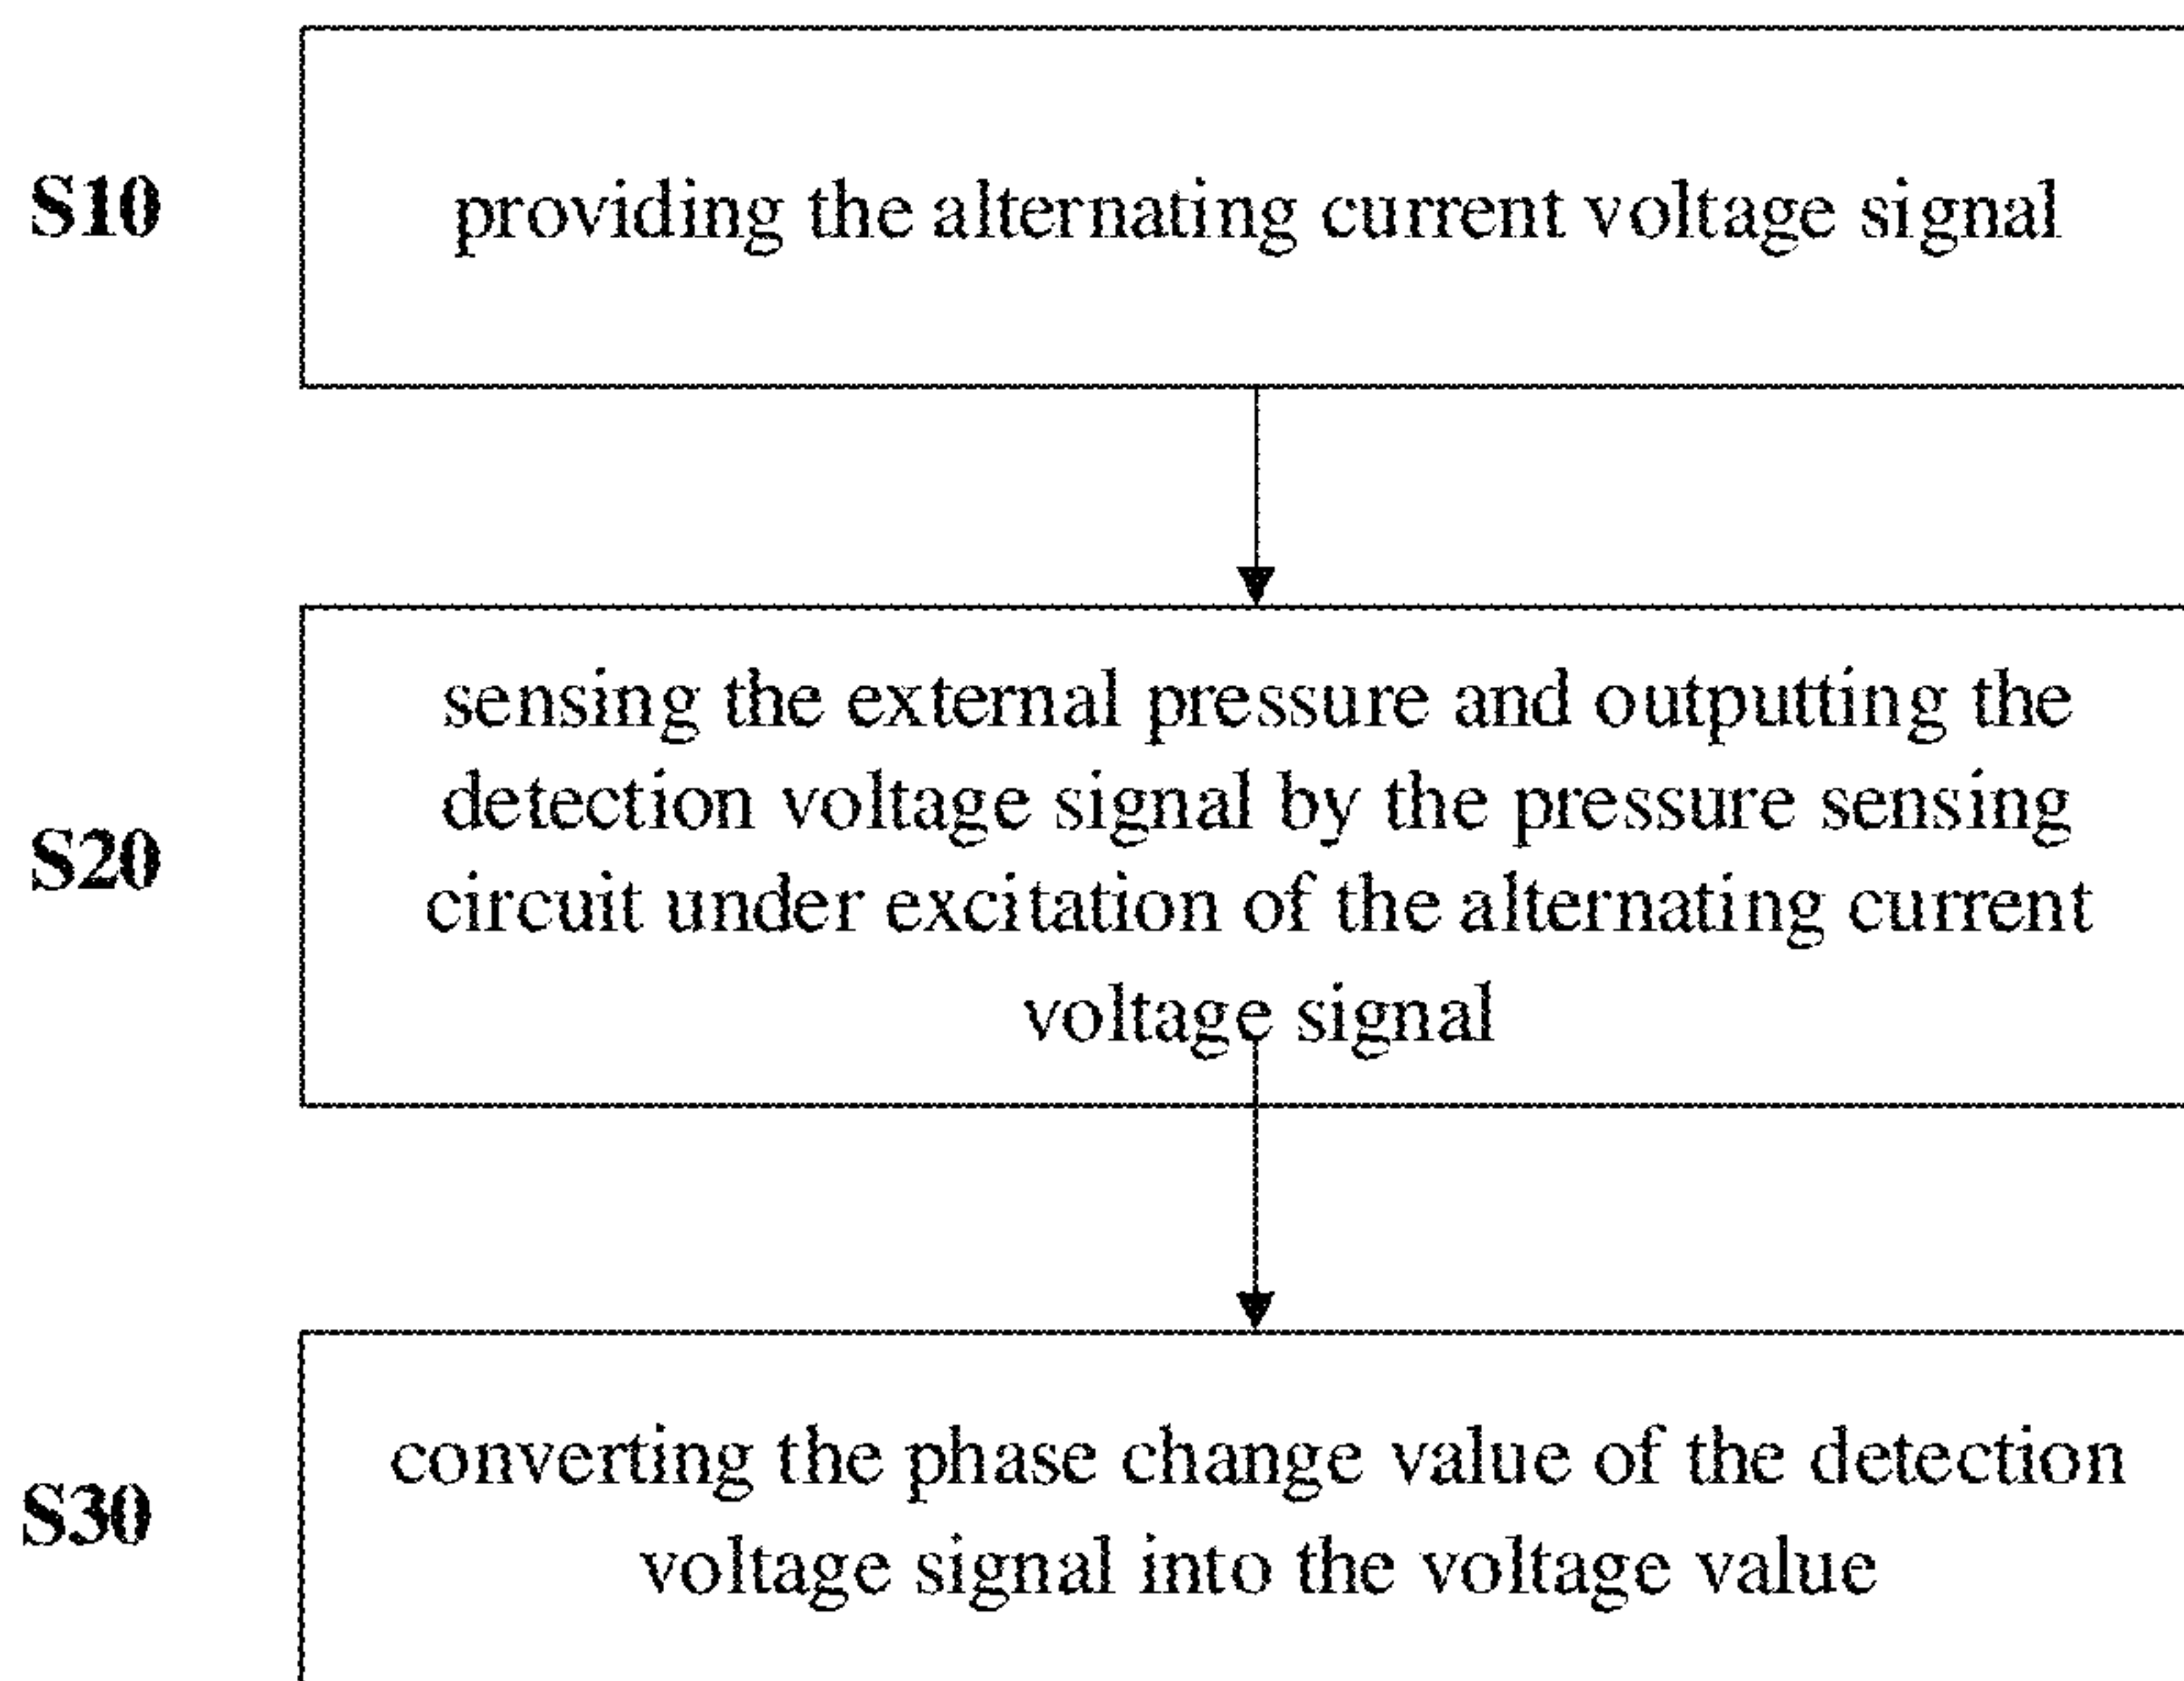 S10
providing the alternating current voltage signal
S20
sensing the external pressure and outputting the
detection voltage signal by the pressure sensing
circuit under excitation of the alternating current
voltage signal
S30
converting the phase change value of the detection
voltage signal into the voltage value